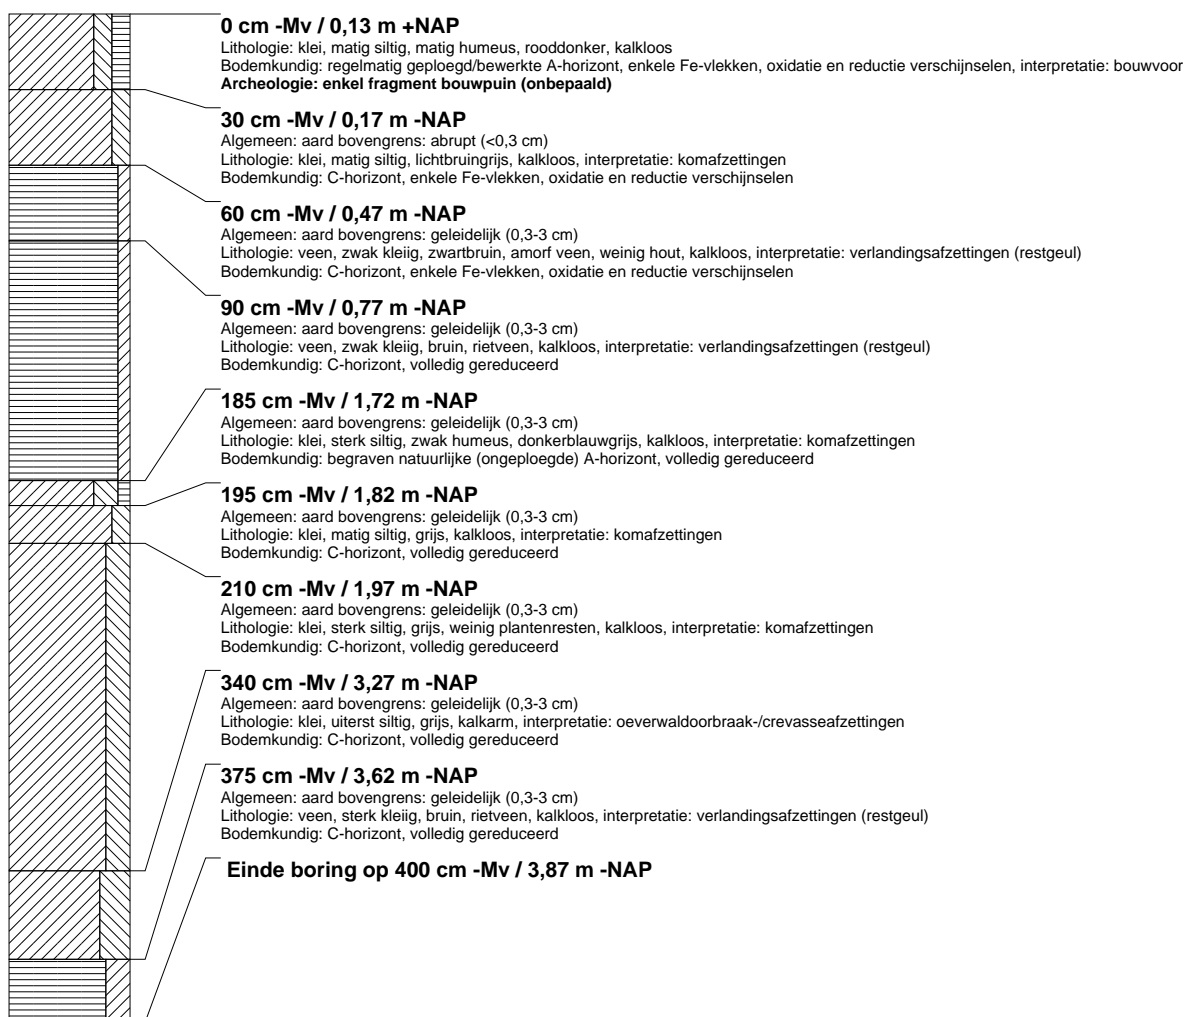 0 cm -Mv / 0,13 m +NAP
Lithologie: klei, matig siltig, matig humeus, rooddonker, kalkloos
Bodemkundig: regelmatig geploegd/bewerkte A-horizont, enkele Fe-vlekken, oxidatie en reductie verschijnselen, interpretatie: bouwvoor
Archeologie: enkel fragment bouwpuin (onbepaald)
30 cm -Mv / 0,17 m -NAP
Algemeen: aard bovengrens: abrupt (<0,3 cm)
Lithologie: klei, matig siltig, lichtbruingrijs, kalkloos, interpretatie: komafzettingen
Bodemkundig: C-horizont, enkele Fe-vlekken, oxidatie en reductie verschijnselen
60 cm -Mv / 0,47 m -NAP
Algemeen: aard bovengrens: geleidelijk (0,3-3 cm)
Lithologie: veen, zwak kleiig, zwartbruin, amorf veen, weinig hout, kalkloos, interpretatie: verlandingsafzettingen (restgeul)
Bodemkundig: C-horizont, enkele Fe-vlekken, oxidatie en reductie verschijnselen
90 cm -Mv / 0,77 m -NAP
Algemeen: aard bovengrens: geleidelijk (0,3-3 cm)
Lithologie: veen, zwak kleiig, bruin, rietveen, kalkloos, interpretatie: verlandingsafzettingen (restgeul)
Bodemkundig: C-horizont, volledig gereduceerd
185 cm -Mv / 1,72 m -NAP
Algemeen: aard bovengrens: geleidelijk (0,3-3 cm)
Lithologie: klei, sterk siltig, zwak humeus, donkerblauwgrijs, kalkloos, interpretatie: komafzettingen
Bodemkundig: begraven natuurlijke (ongeploegde) A-horizont, volledig gereduceerd
195 cm -Mv / 1,82 m -NAP
Algemeen: aard bovengrens: geleidelijk (0,3-3 cm)
Lithologie: klei, matig siltig, grijs, kalkloos, interpretatie: komafzettingen
Bodemkundig: C-horizont, volledig gereduceerd
210 cm -Mv / 1,97 m -NAP
Algemeen: aard bovengrens: geleidelijk (0,3-3 cm)
Lithologie: klei, sterk siltig, grijs, weinig plantenresten, kalkloos, interpretatie: komafzettingen
Bodemkundig: C-horizont, volledig gereduceerd
340 cm -Mv / 3,27 m -NAP
Algemeen: aard bovengrens: geleidelijk (0,3-3 cm)
Lithologie: klei, uiterst siltig, grijs, kalkarm, interpretatie: oeverwaldoorbraak-/crevasseafzettingen
Bodemkundig: C-horizont, volledig gereduceerd
375 cm -Mv / 3,62 m -NAP
Algemeen: aard bovengrens: geleidelijk (0,3-3 cm)
Lithologie: veen, sterk kleiig, bruin, rietveen, kalkloos, interpretatie: verlandingsafzettingen (restgeul)
Bodemkundig: C-horizont, volledig gereduceerd
Einde boring op 400 cm -Mv / 3,87 m -NAP